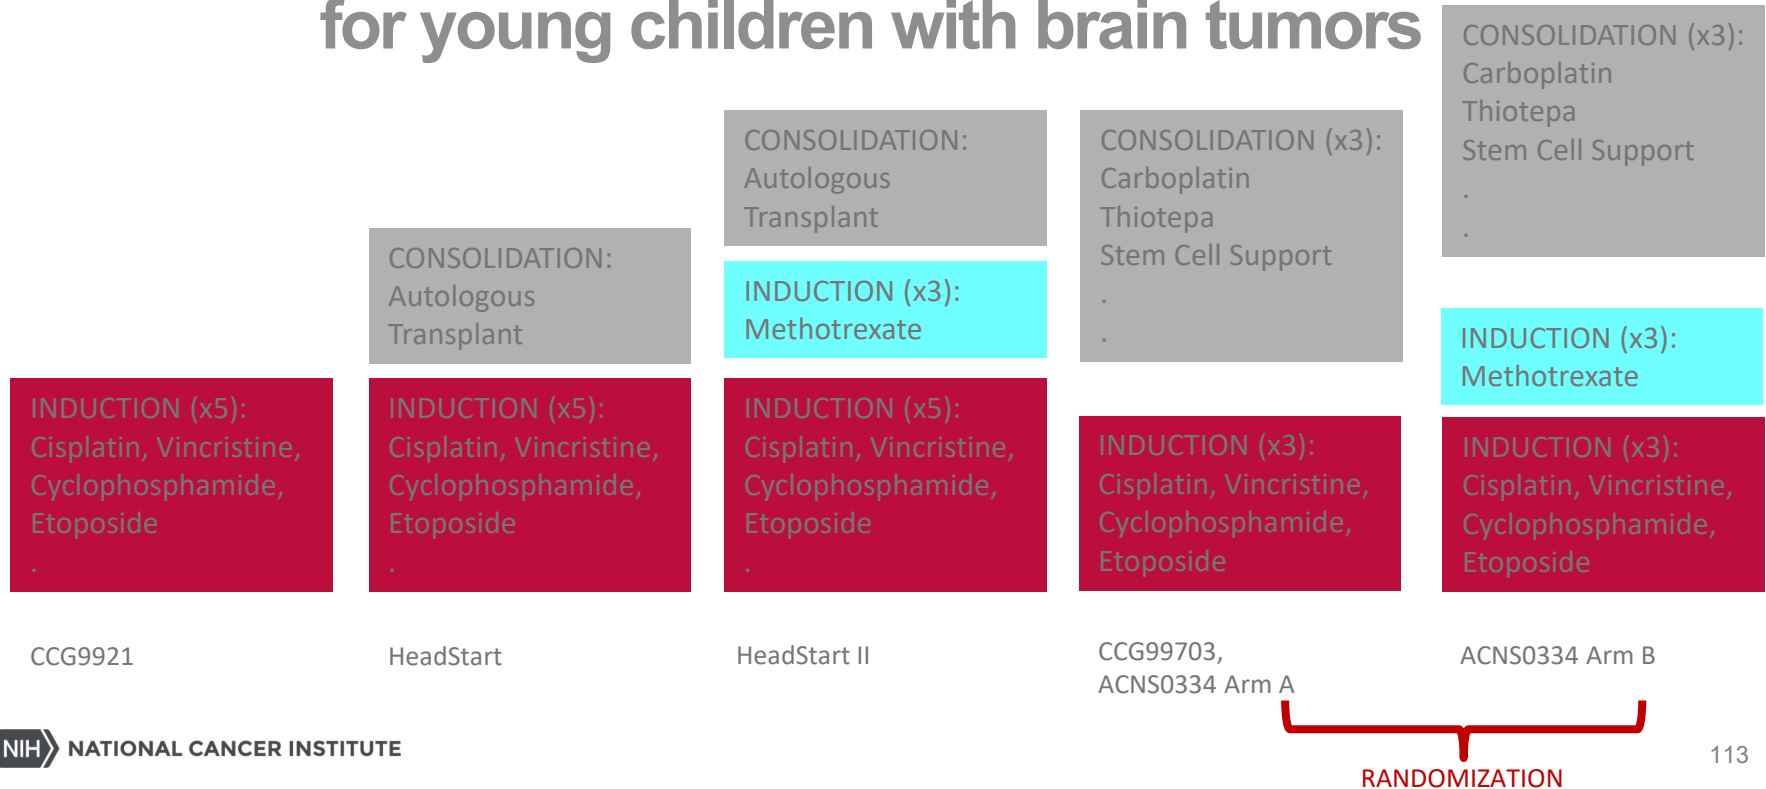 for young children with brain tumors
INDUCTION (x5):
Cisplatin, Vincristine,
Cyclophosphamide,
Etoposide
.
CCG9921
CONSOLIDATION:
Autologous
Transplant
INDUCTION (x5):
Cisplatin, Vincristine,
Cyclophosphamide,
Etoposide
.
HeadStart
CONSOLIDATION:
Autologous
Transplant
INDUCTION (x3):
Methotrexate
INDUCTION (x5):
Cisplatin, Vincristine,
Cyclophosphamide,
Etoposide
.
HeadStart II
CONSOLIDATION (x3):
Carboplatin
Thiotepa
Stem Cell Support
.
.
INDUCTION (x3):
Cisplatin, Vincristine,
Cyclophosphamide,
Etoposide
CCG99703,
ACNS0334 Arm A
CONSOLIDATION (x3):
Carboplatin
Thiotepa
Stem Cell Support
.
.
INDUCTION (x3):
Methotrexate
INDUCTION (x3):
Cisplatin, Vincristine,
Cyclophosphamide,
Etoposide
ACNS0334 Arm B
RANDOMIZATION
NIH NATIONAL CANCER INSTITUTE
113